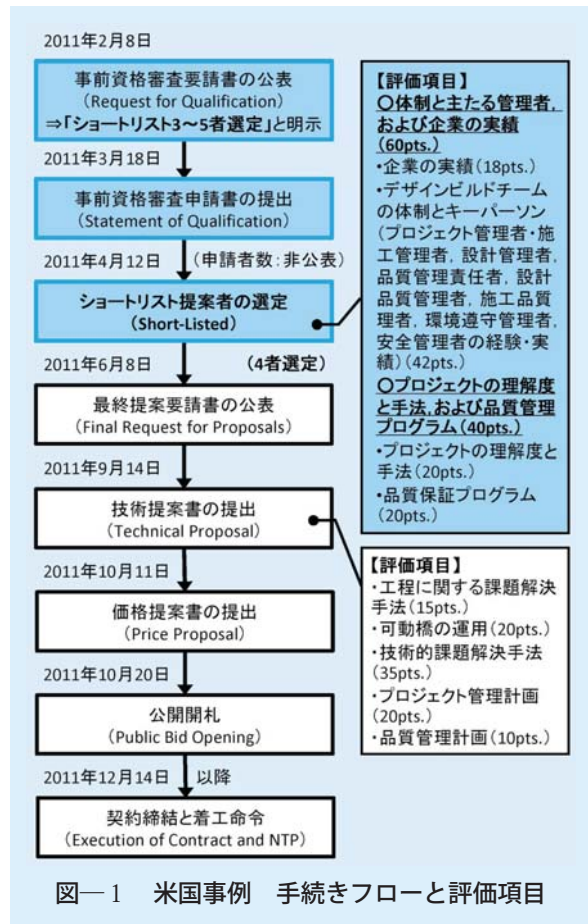 2011年2月8日
事前資格審査要請書の公表
(Request for Qualification)
⇒「ショートリスト3～5者選定」と明示
2011年3月18日
事前資格審査申請書の提出
(Statement of Qualification)
2011年4月12日 (申請者数:非公表)
ショートリスト提案者の選定
(Short-Listed)
2011年6月8日 (4者選定)
最終提案要請書の公表
(Final Request for Proposals)
2011年9月14日
技術提案書の提出
(Technical Proposal)
2011年10月11日
価格提案書の提出
(Price Proposal)
2011年10月20日
公開開札
(Public Bid Opening)
2011年12月14日 以降
契約締結と着工命令
(Execution of Contract and NTP)
【評価項目】
○体制と主たる管理者,
および企業の実績
(60pts.)
・企業の実績(18pts.)
・デザインビルドチーム
の体制とキーパーソン
(プロジェクト管理者・施
工管理者, 設計管理者,
品質管理責任者, 設計
品質管理者, 施工品質管
理者, 環境遵守管理者,
安全管理者の経験・実
績)(42pts.)
○プロジェクトの理解度
と手法,および品質管理
プログラム(40pts.)
・プロジェクトの理解度と
手法(20pts.)
・品質保証プログラム
(20pts.)
【評価項目】
・工程に関する課題解決
手法(15pts.)
・可動橋の運用(20pts.)
・技術的課題解決手法
(35pts.)
・プロジェクト管理計画
(20pts.)
・品質管理計画(10pts.)
図―1 米国事例 手続きフローと評価項目